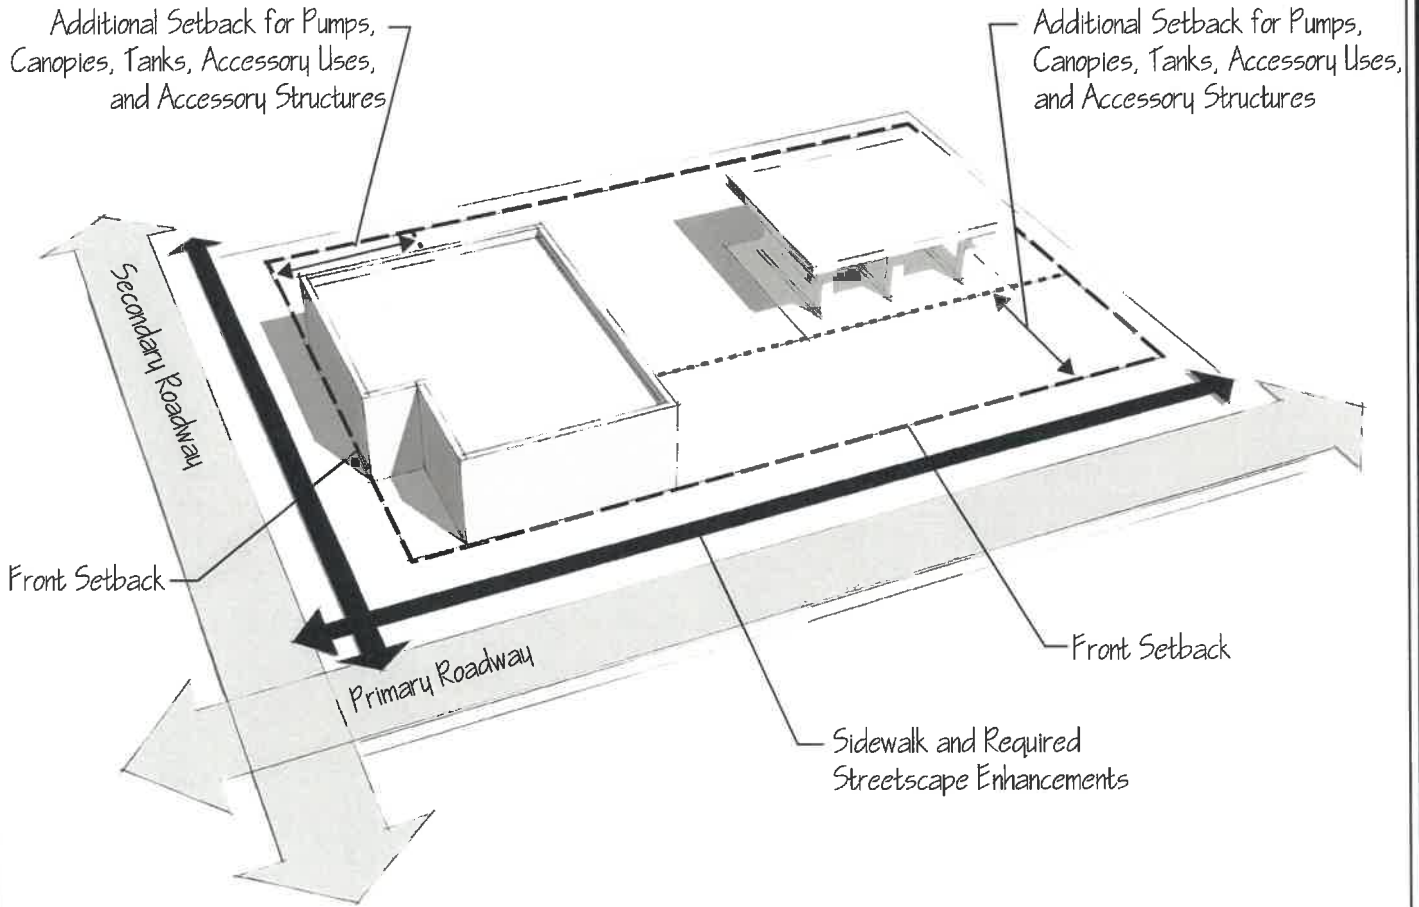 Additional Setback for Pumps,
Canopies, Tanks, Accessory Uses,
and Accessory Structures
Additional Setback for Pumps,
Canopies, Tanks, Accessory Uses,
and Accessory Structures
Secondary Roadway
Front Setback
Primary Roadway
Front Setback
Sidewalk and Required
Streetscape Enhancements